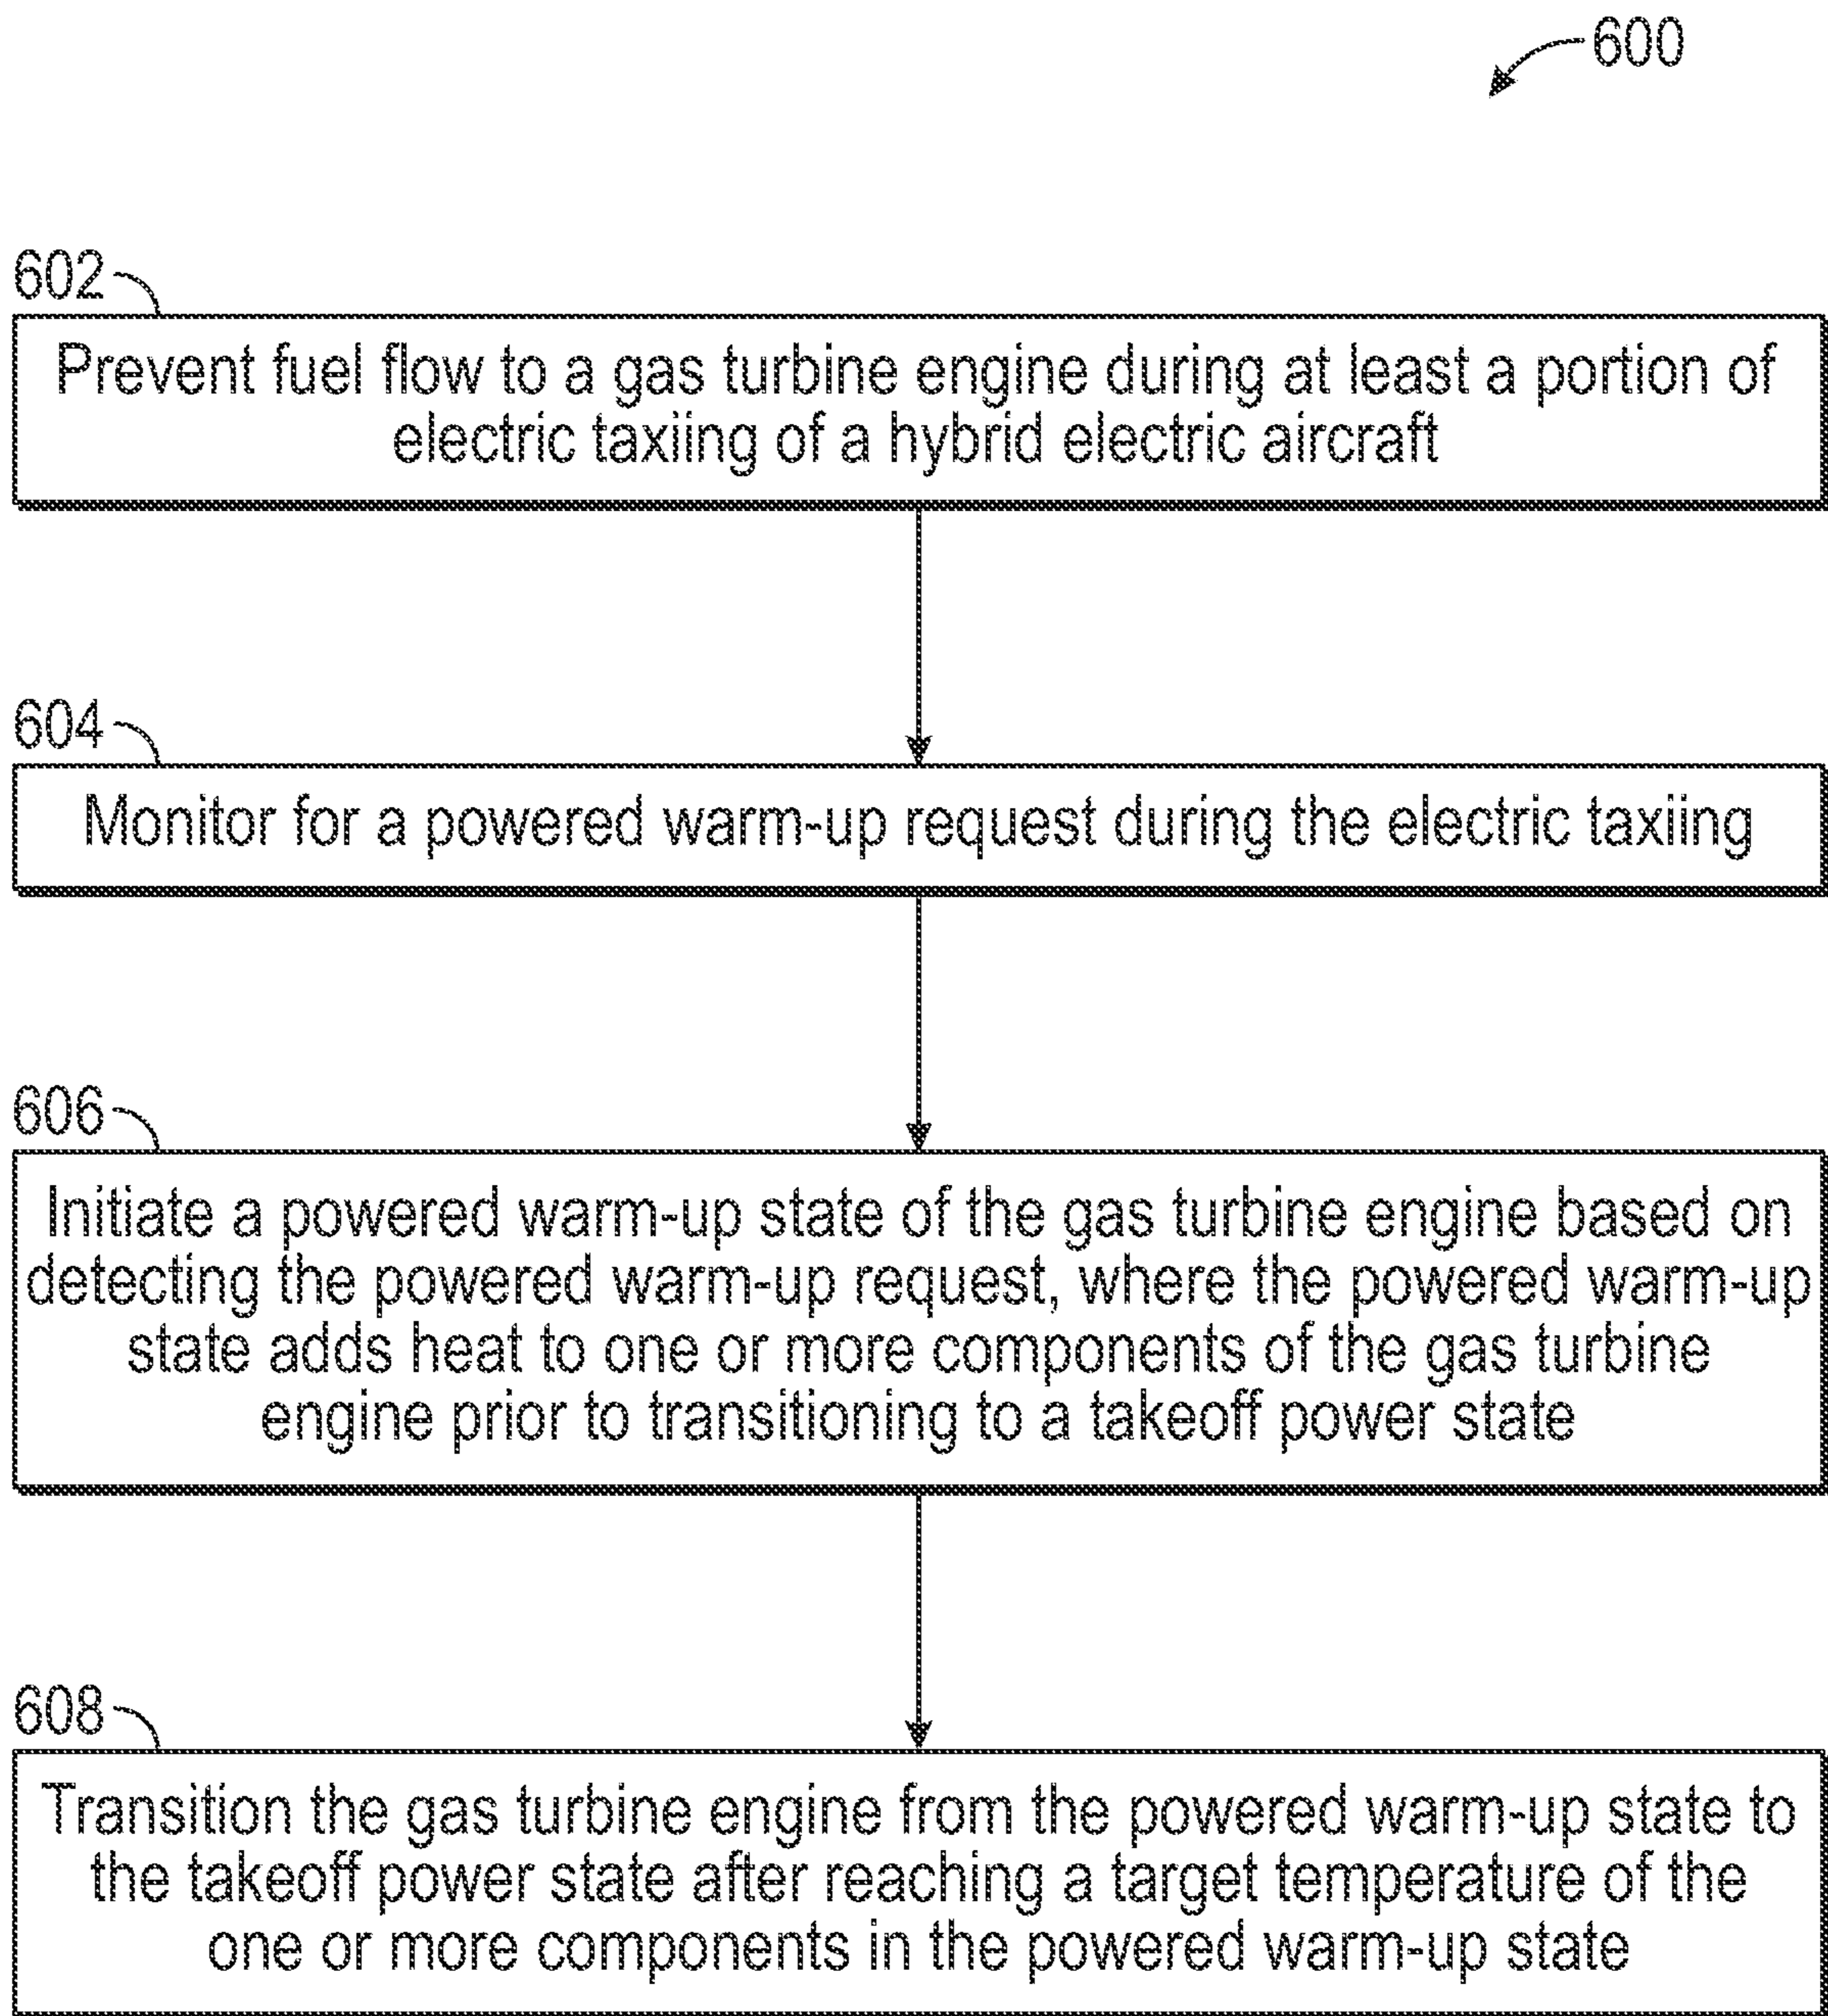 600
602
Prevent fuel flow to a gas turbine engine during at least a portion of
electric taxiing of a hybrid electric aircraft
604
Monitor for a powered warm-up request during the electric taxiing
606
Initiate a powered warm-up state of the gas turbine engine based on
detecting the powered warm-up request, where the powered warm-up
state adds heat to one or more components of the gas turbine
engine prior to transitioning to a takeoff power state
608
Transition the gas turbine engine from the powered warm-up state to
the takeoff power state after reaching a target temperature of the
one or more components in the powered warm-up state